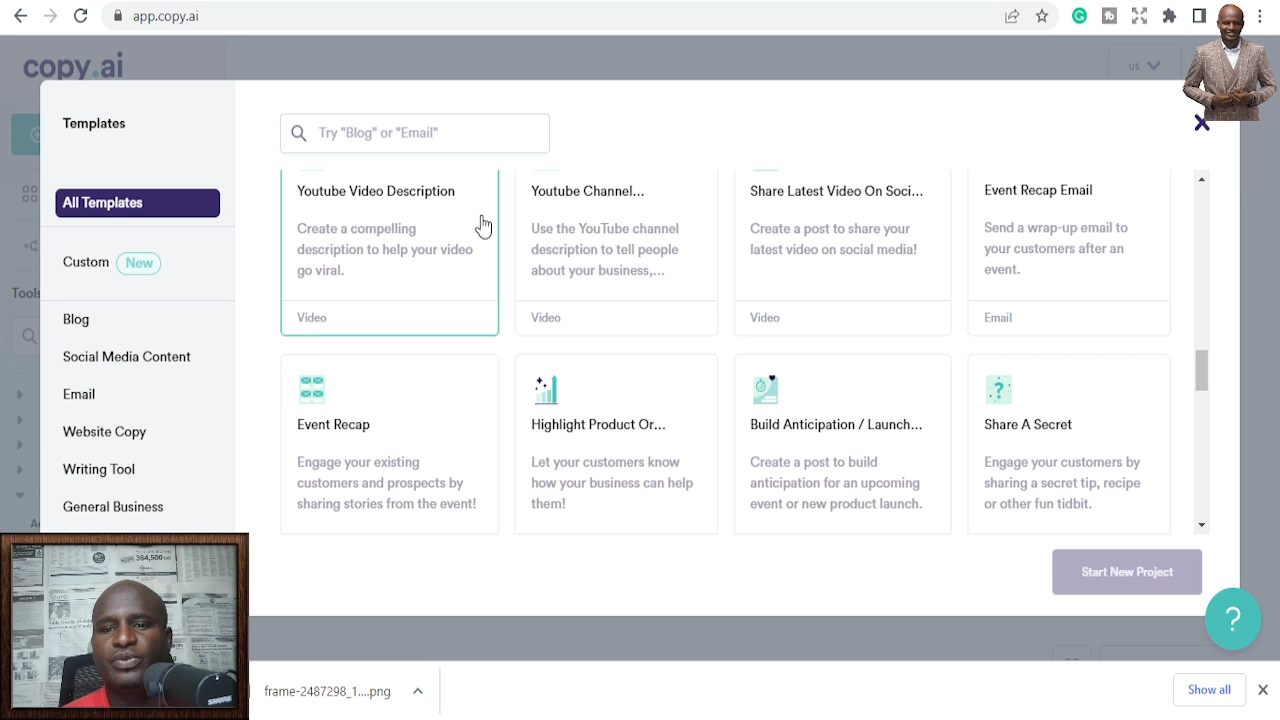 app.copy.ai
copy.ai
us
Templates
Try "Blog" or "Email"
All Templates
Custom New
Tools
Blog
Social Media Content
Email
Website Copy
Writing Tool
General Business
Youtube Video Description
Create a compelling
description to help your video
go viral.
Video
Youtube Channel...
Use the YouTube channel
description to tell people
about your business,...
Video
Share Latest Video On Soci...
Create a post to share your
latest video on social media!
Video
Event Recap Email
Send a wrap-up email to
your customers after an
event.
Email
Event Recap
Engage your existing
customers and prospects by
sharing stories from the event!
Highlight Product Or...
Let your customers know
how your business can help
them!
Build Anticipation / Launch...
Create a post to build
anticipation for an upcoming
event or new product launch.
Share A Secret
Engage your customers by
sharing a secret tip, recipe
or other fun tidbit.
Start New Project
?
364,500
SHURE
frame-2487298_1....png
Show all